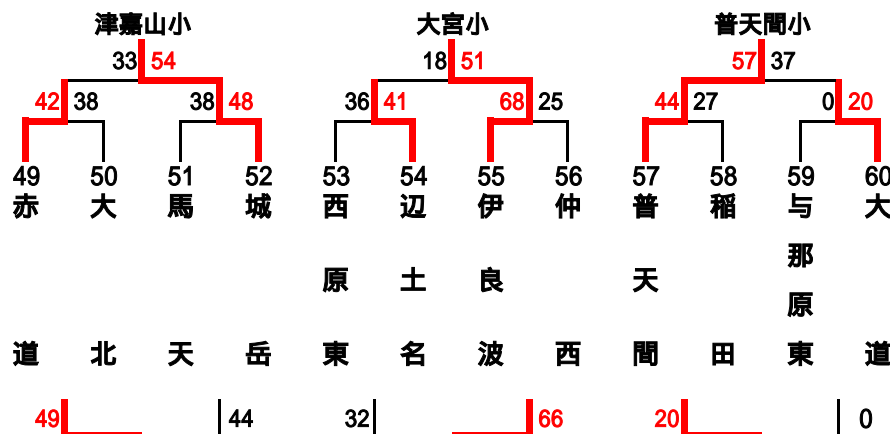 津嘉山小 大宮小 普天間小
33 54 18 51 57 37
42 38 38 48 36 41 68 25 44 27 0 20
49 50 51 52 53 54 55 56 57 58 59 60
赤道 大北 馬天 城岳 西原東 辺土名 伊良波 仲西 普天間 稲田 与那原東 大道
49 44 32 66 20 0